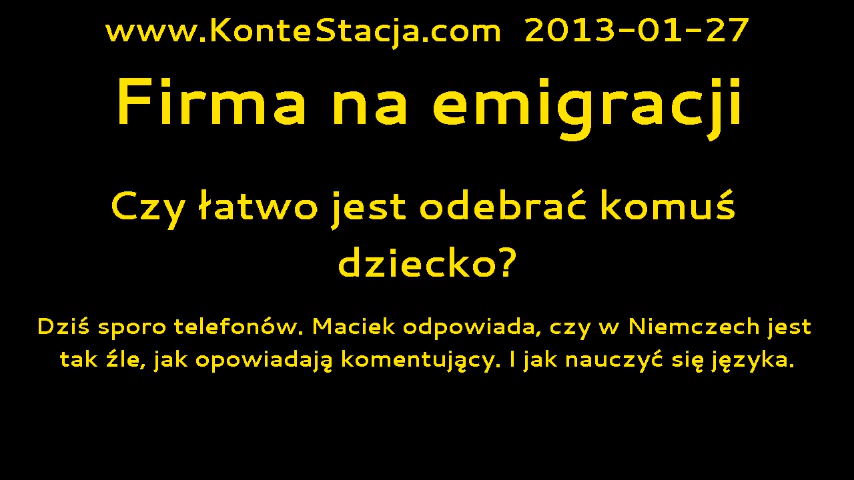 www.KonteStacja.com 2013-01-27
Firma na emigracji
Czy łatwo jest odebrać komuś
dziecko?
Dziś sporo telefonów. Maciek odpowiada, czy w Niemczech jest
tak źle, jak opowiadają komentujący. I jak nauczyć się języka.